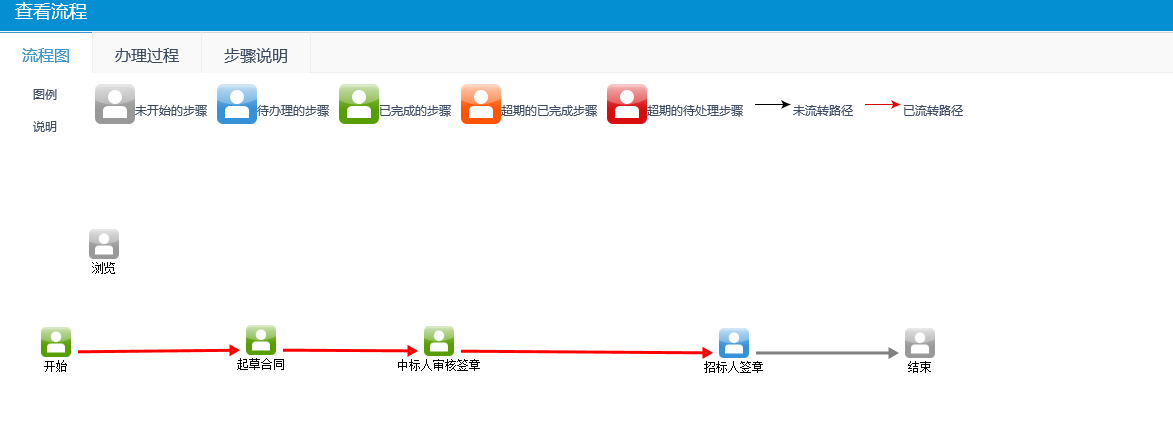 查看流程
流程图 办理过程 步骤说明
图例 未开始的步骤 待办理的步骤 已完成的步骤 超期的已完成步骤 超期的待处理步骤 未流转路径 已流转路径
说明
浏览
开始 起草合同 中标人审核签章 招标人签章 结束